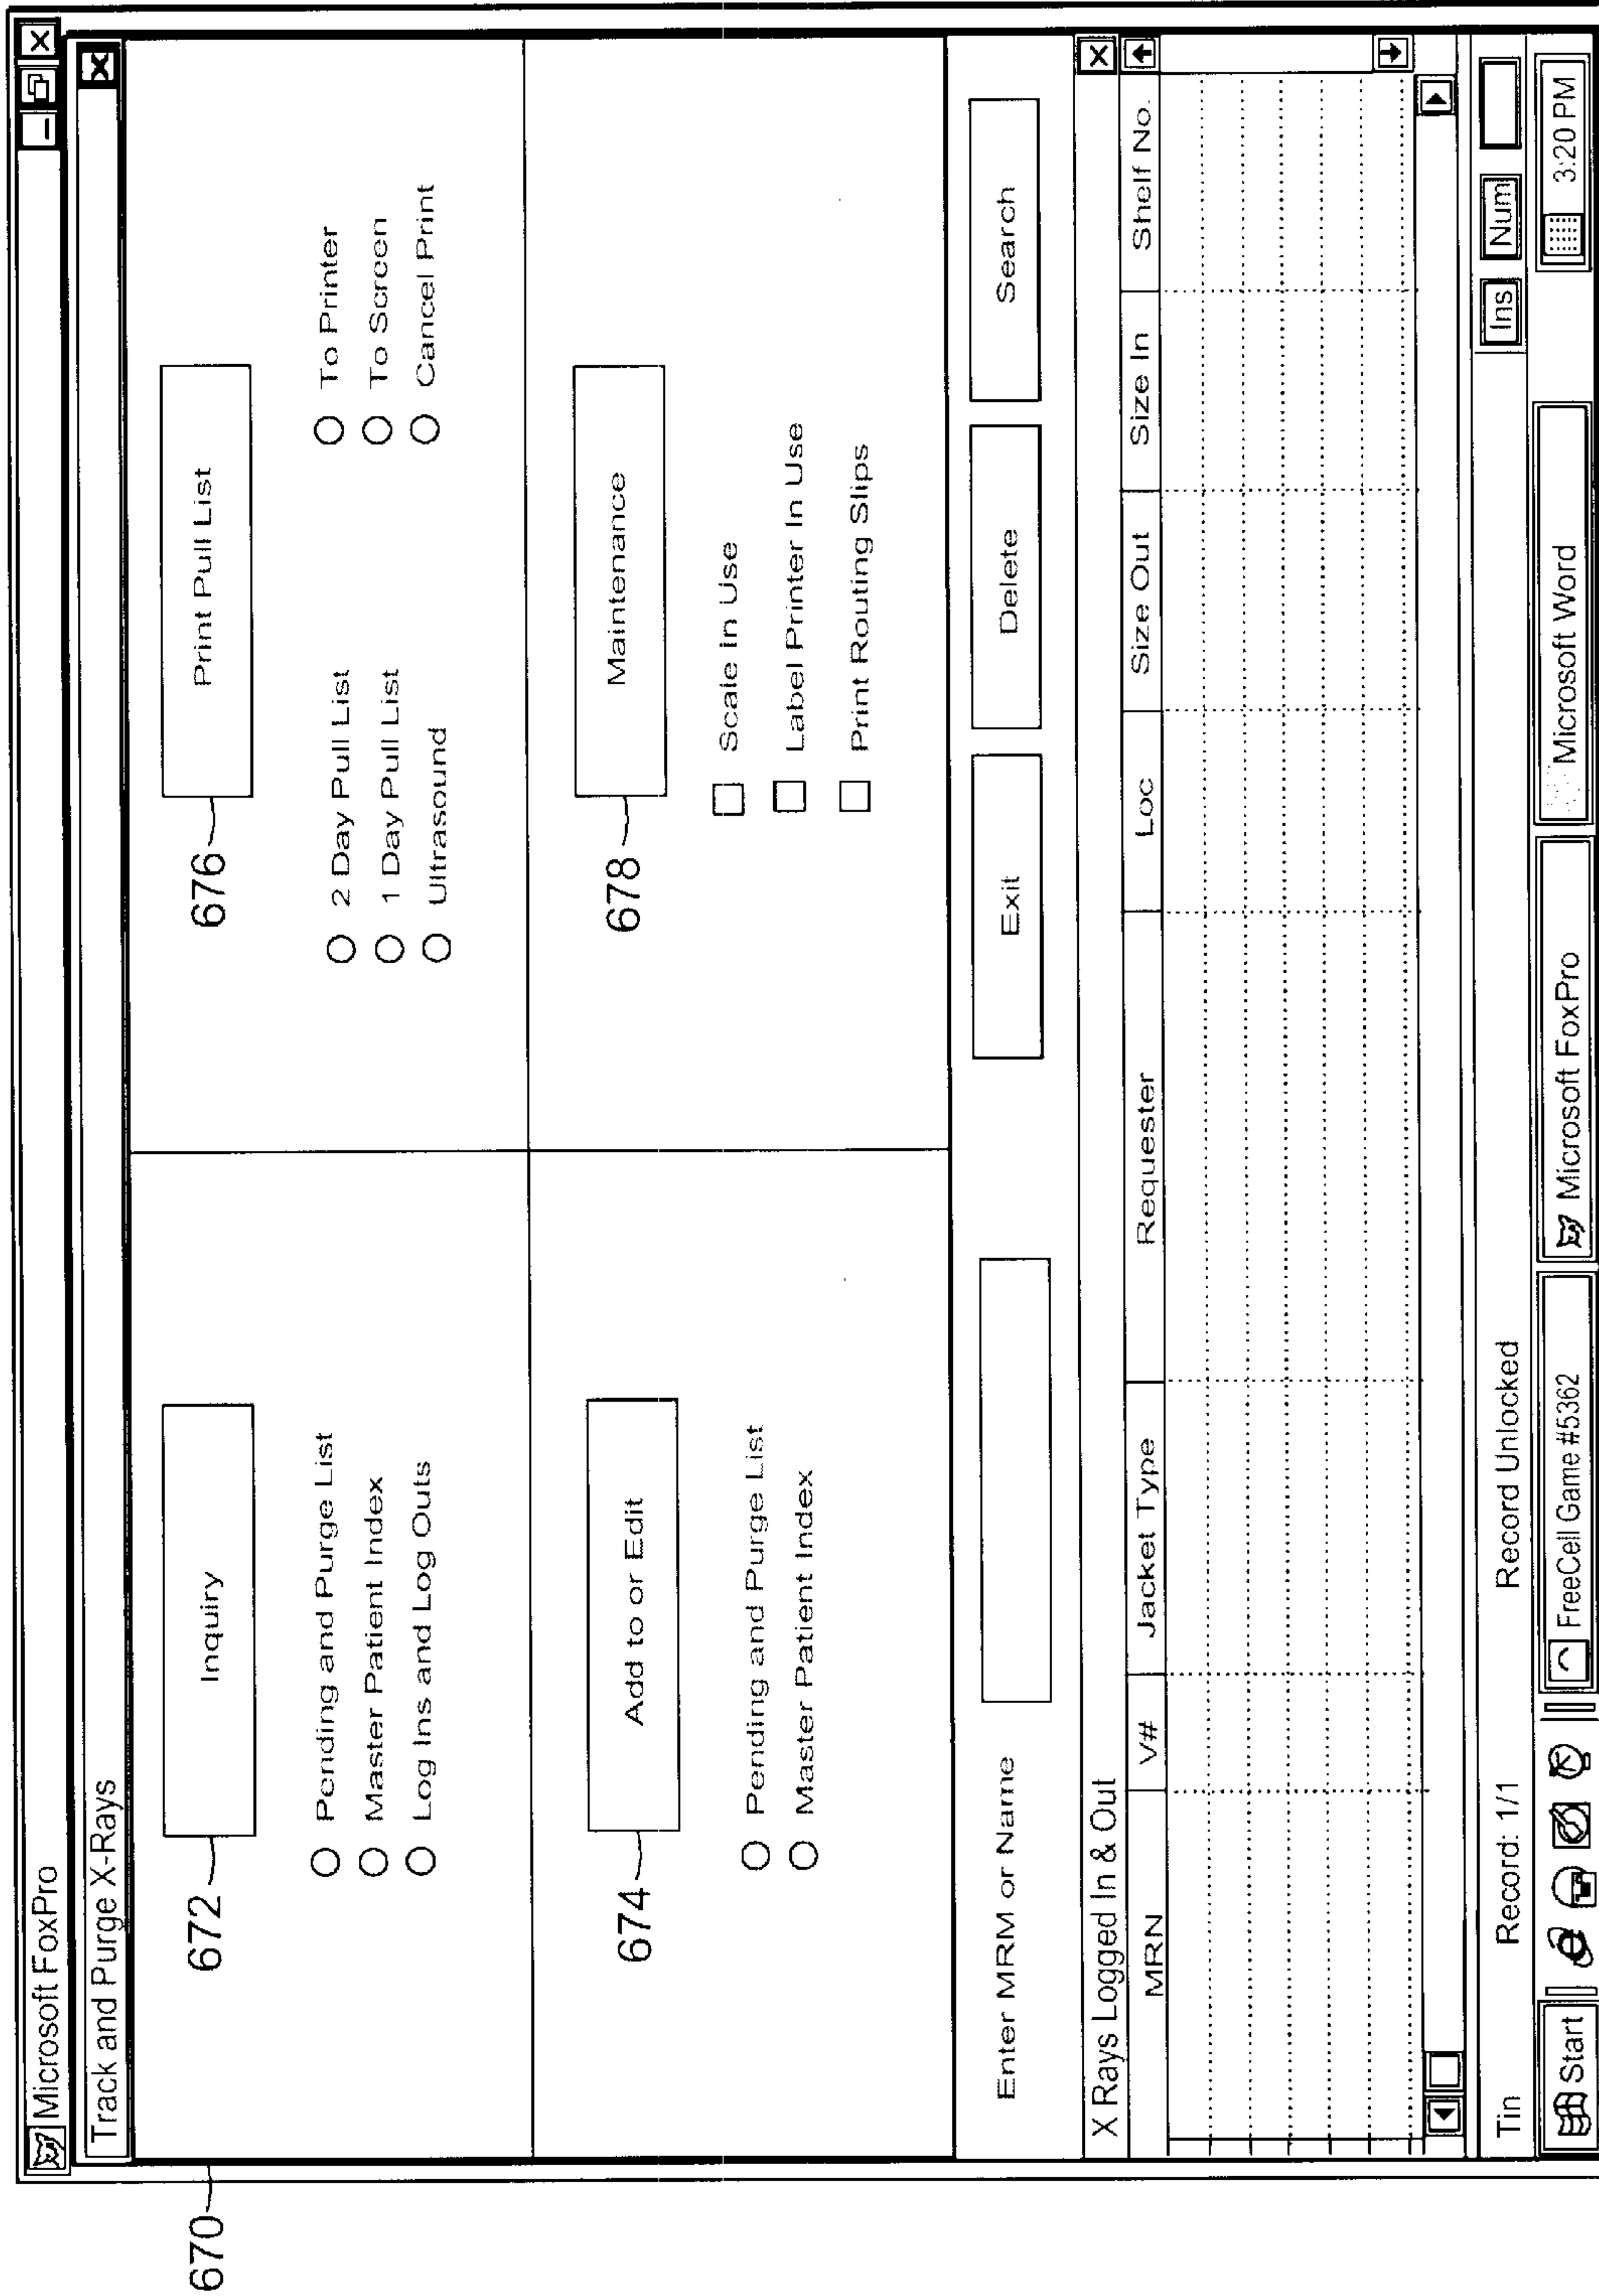 Microsoft FoxPro
Track and Purge X-Rays
670
672
Inquiry
Pending and Purge List
Master Patient Index
Log Ins and Log Outs
676
Print Pull List
2 Day Pull List
1 Day Pull List
Ultrasound
To Printer
To Screen
Cancel Print
674
Add to or Edit
Pending and Purge List
Master Patient Index
678
Maintenance
Scale in Use
Label Printer In Use
Print Routing Slips
Enter MRM or Name
Exit
Delete
Search
X Rays Logged In & Out
MRN V# Jacket Type Requester Loc Size Out Size In Shelf No.
Tin Record: 1/1 Record Unlocked Ins Num
Start FreeCell Game #5362 Microsoft FoxPro Microsoft Word 3:20 PM